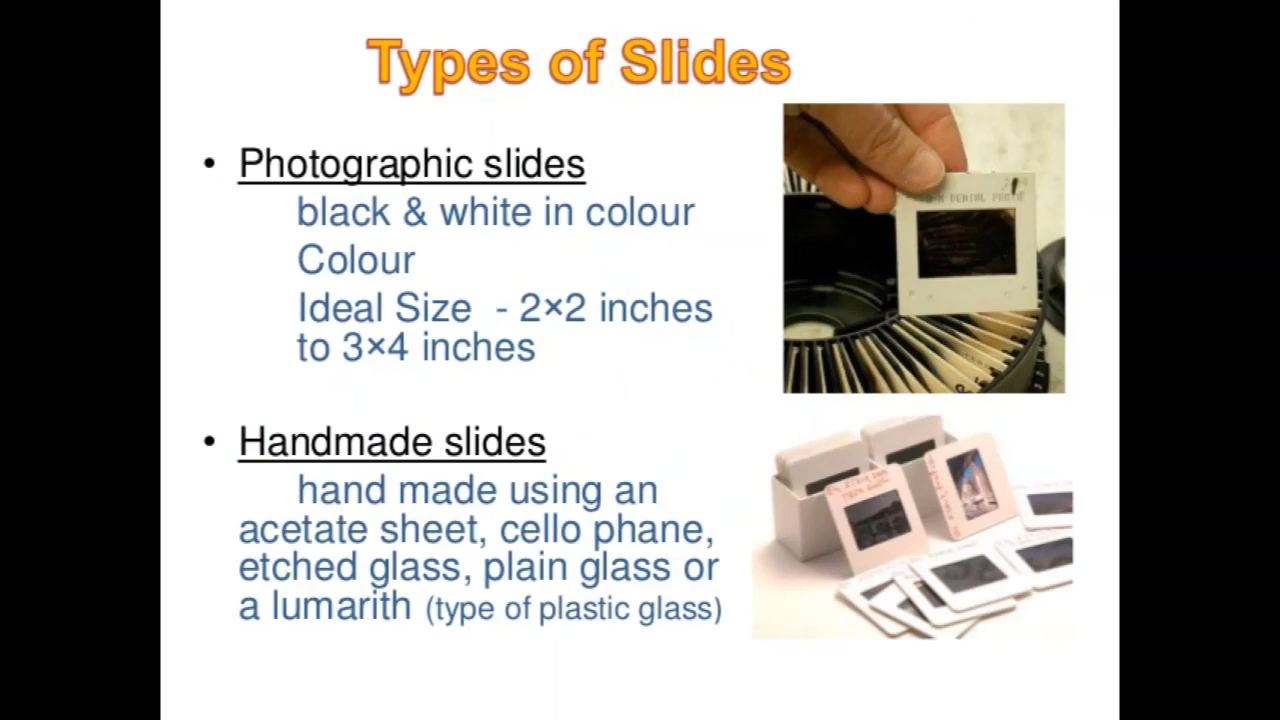 Types of Slides
• Photographic slides
black & white in colour
Colour
Ideal Size - 2×2 inches
to 3×4 inches
• Handmade slides
hand made using an
acetate sheet, cello phane,
etched glass, plain glass or
a lumarith (type of plastic glass)